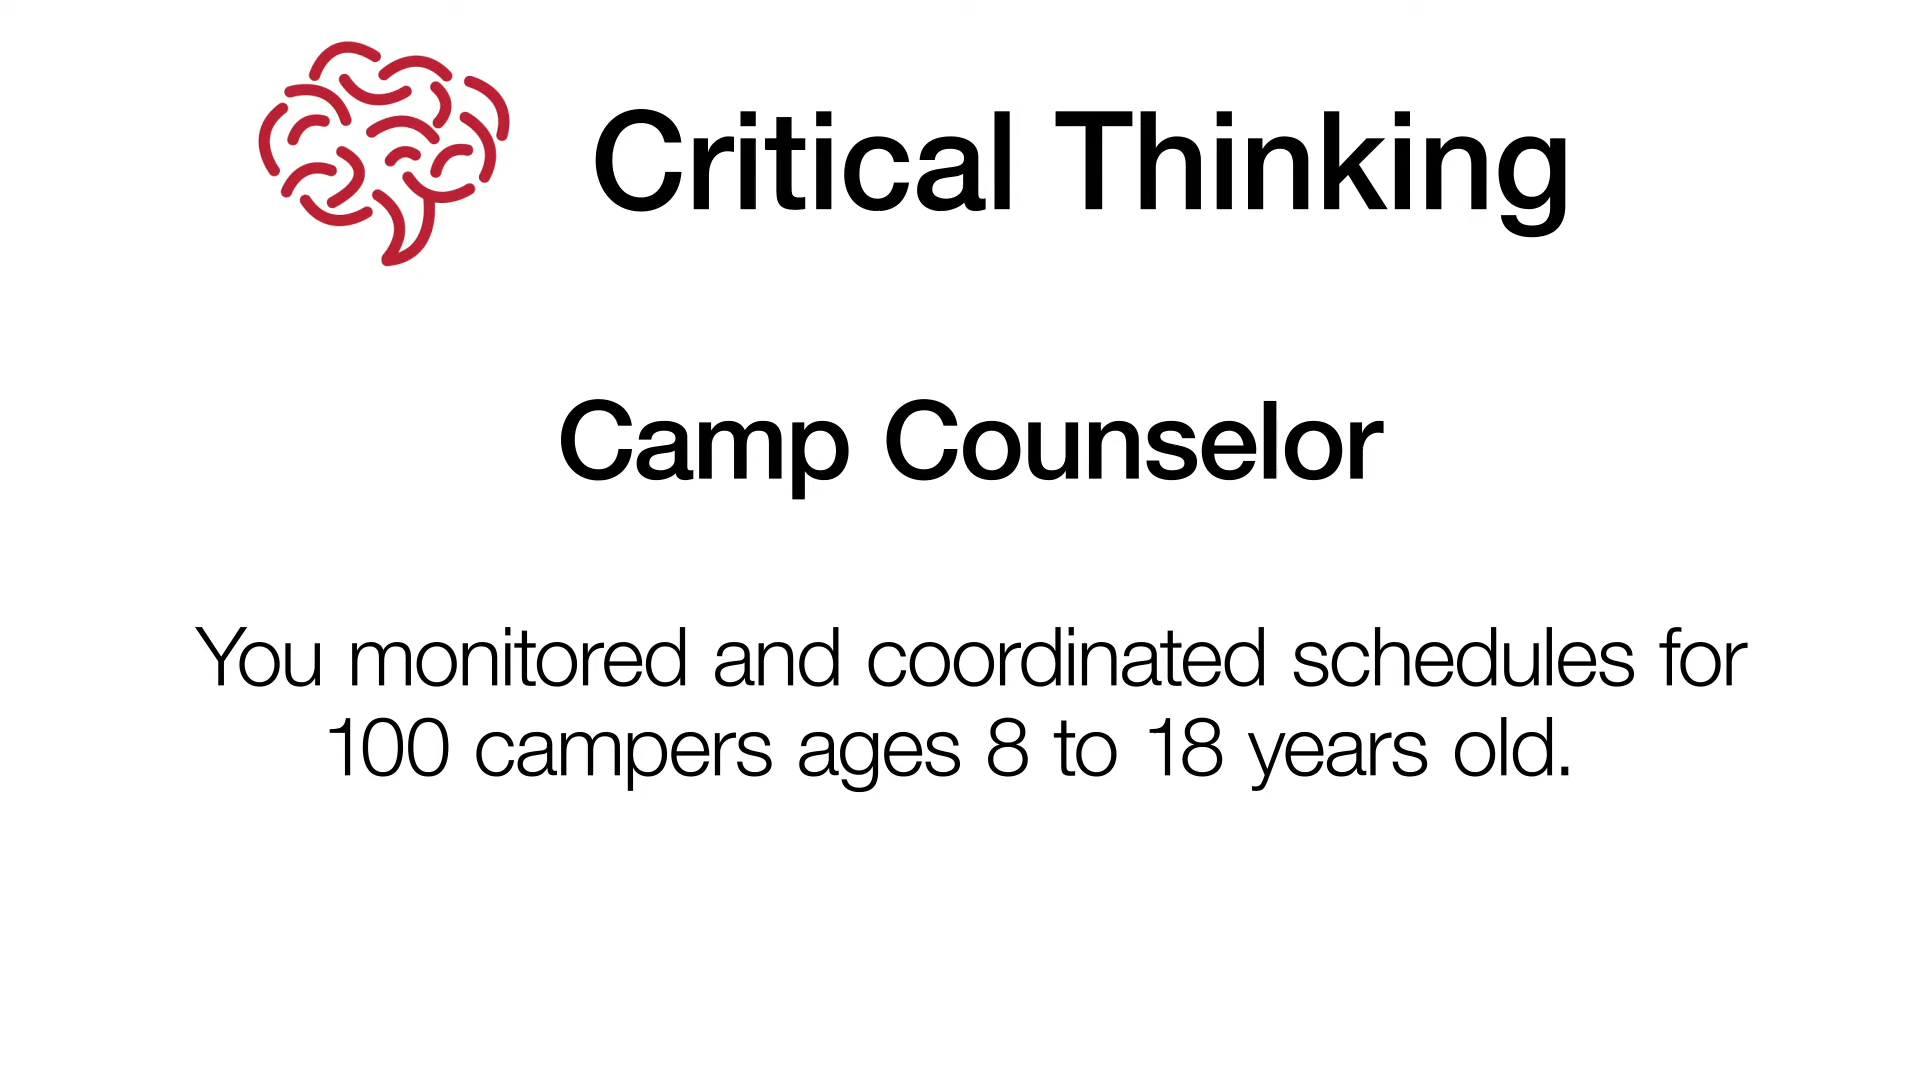 Critical Thinking
Camp Counselor
You monitored and coordinated schedules for
100 campers ages 8 to 18 years old.